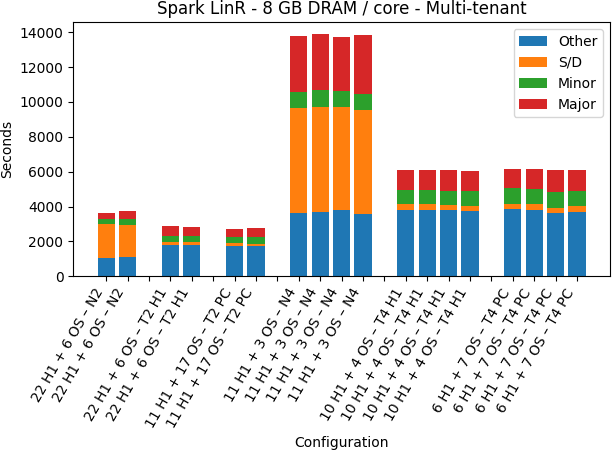 Spark LinR - 8 GB DRAM / core - Multi-tenant
Other
S/D
Minor
Major
Seconds
14000
12000
10000
8000
6000
4000
2000
0
22 H1 + 6 OS – N2
22 H1 + 6 OS – N2
22 H1 + 6 OS – T2 H1
22 H1 + 6 OS – T2 H1
11 H1 + 17 OS – T2 PC
11 H1 + 17 OS – T2 PC
11 H1 + 3 OS – N4
11 H1 + 3 OS – N4
11 H1 + 3 OS – N4
11 H1 + 3 OS – N4
10 H1 + 4 OS – T4 H1
10 H1 + 4 OS – T4 H1
10 H1 + 4 OS – T4 H1
10 H1 + 4 OS – T4 H1
6 H1 + 7 OS – T4 PC
6 H1 + 7 OS – T4 PC
6 H1 + 7 OS – T4 PC
6 H1 + 7 OS – T4 PC
Configuration